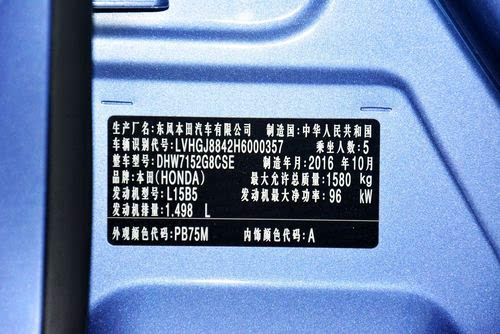 生产厂名:东风本田汽车有限公司 制造国:中华人民共和国
车辆识别代号:LVHGJ8842H6000357 乘坐人数:5
整车型号:DHW7152G8CSE 制造年月:2016 年 10月
品牌:本田(HONDA) 最大允许总质量:1580 kg
发动机型号:L15B5 发动机最大净功率:96 kW
发动机排量:1.498 L
外观颜色代码:PB75M 内饰颜色代码:A